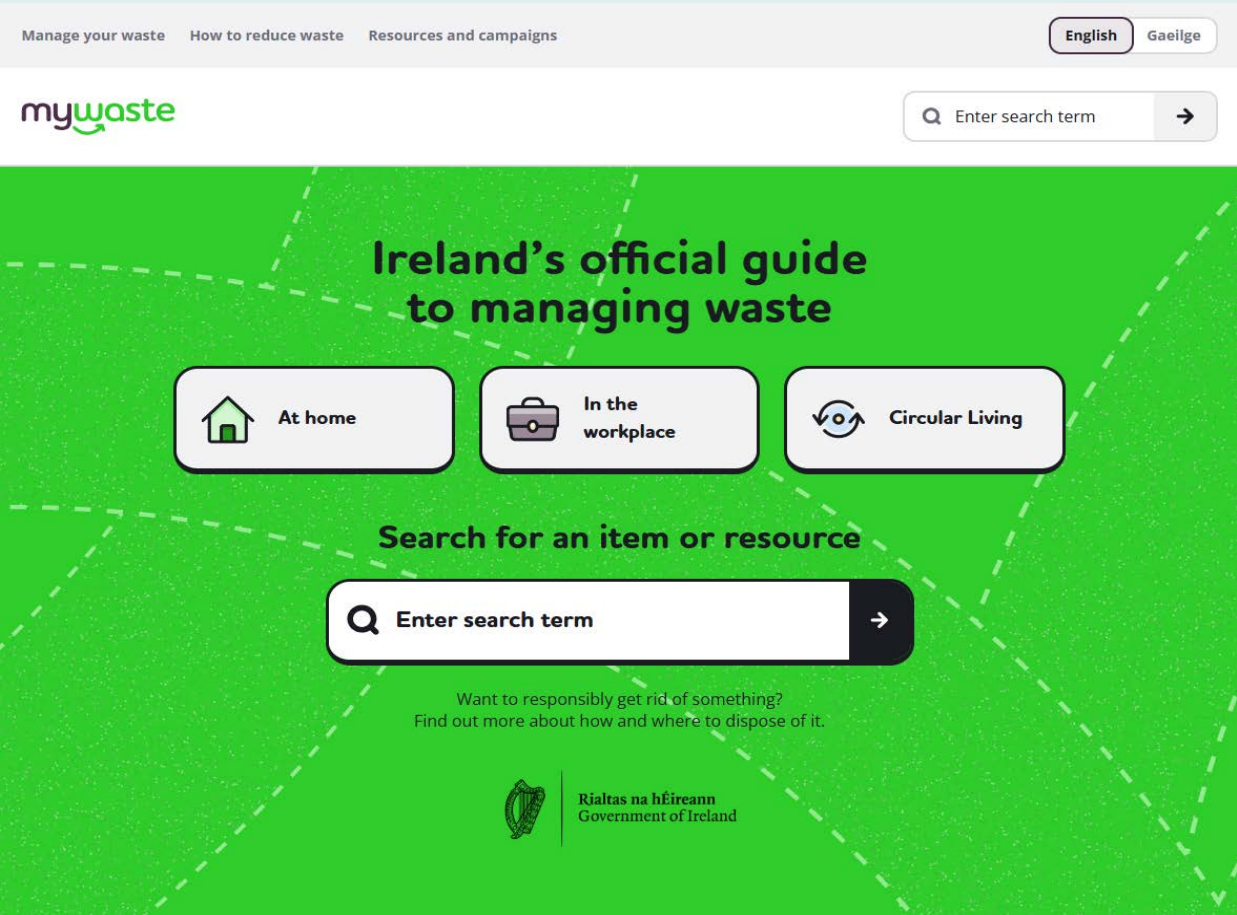 Manage your waste How to reduce waste Resources and campaigns English Gaeilge
mywaste
Enter search term
Ireland's official guide
to managing waste
At home
In the
workplace
Circular Living
Search for an item or resource
Enter search term
Want to responsibly get rid of something?
Find out more about how and where to dispose of it.
Rialtas na hÉireann
Government of Ireland